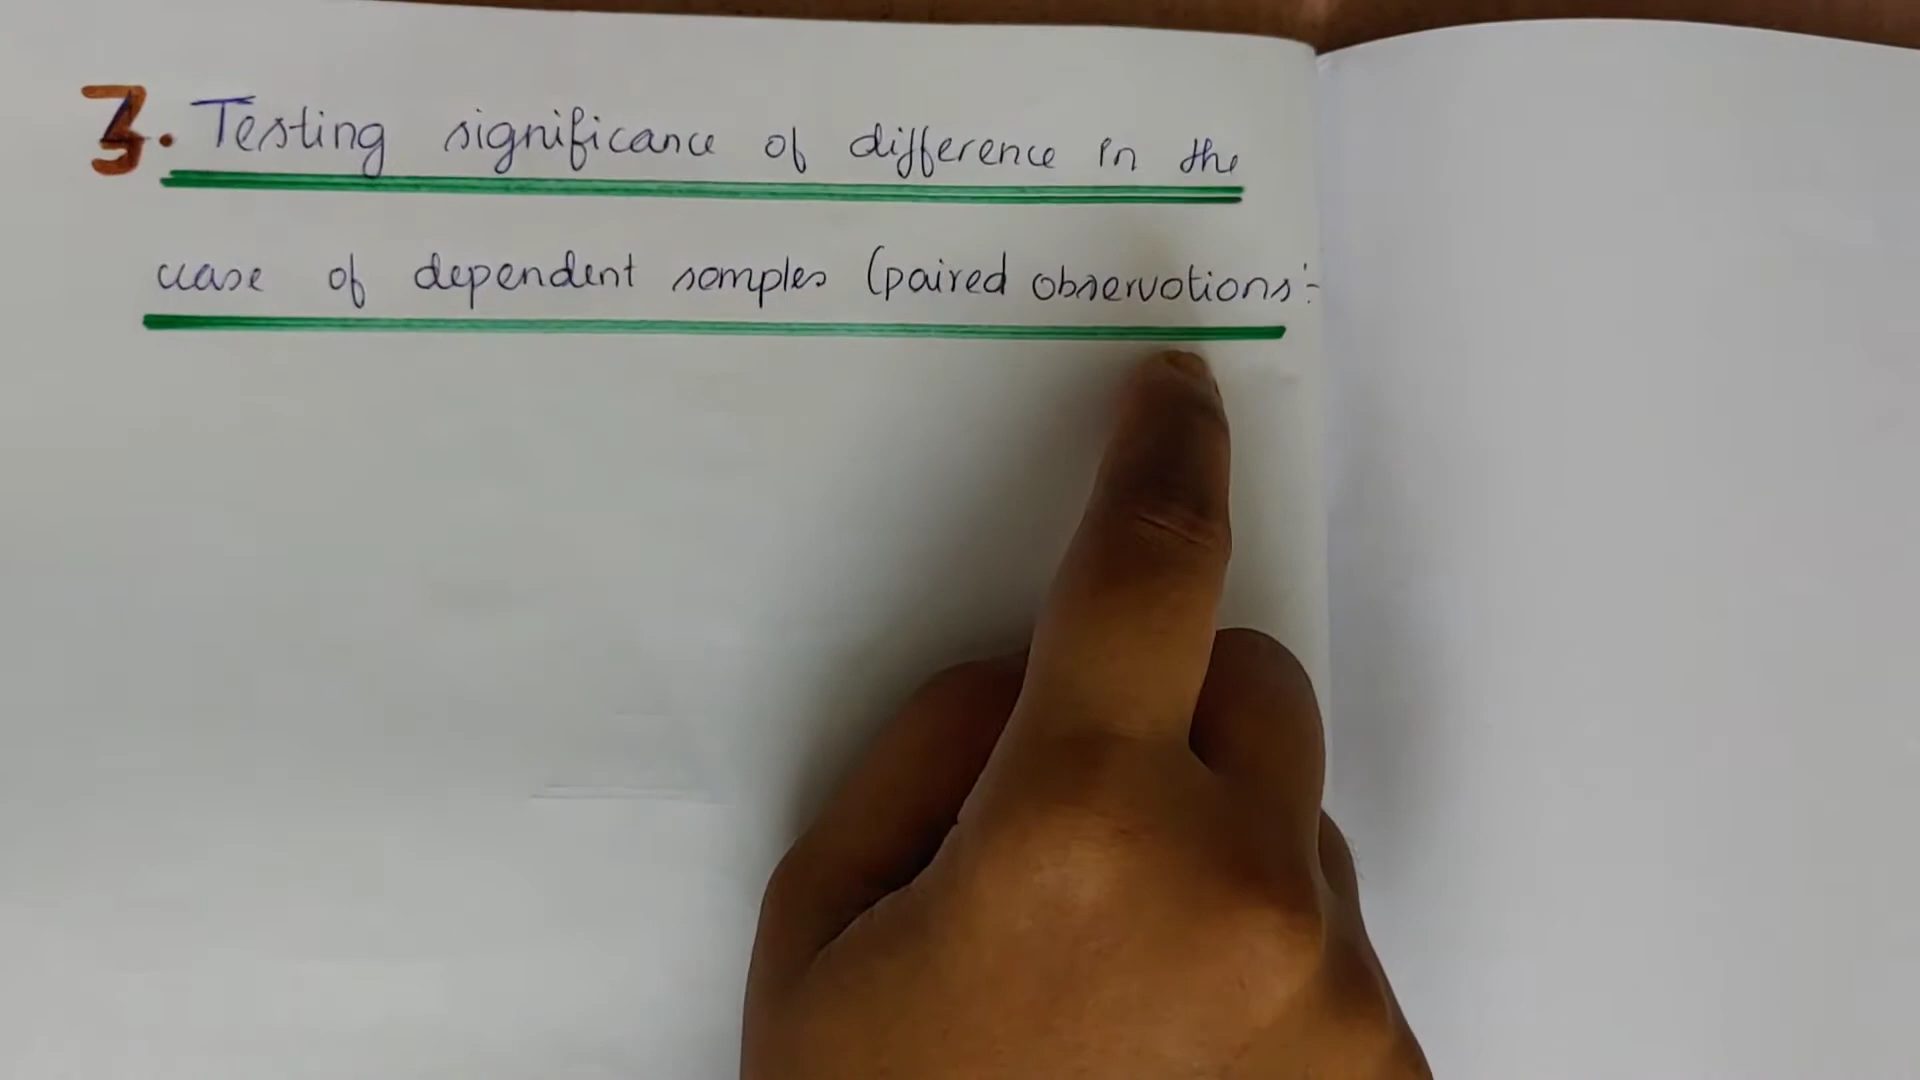 3. Testing significance of difference in the
case of dependent samples (paired observations:-